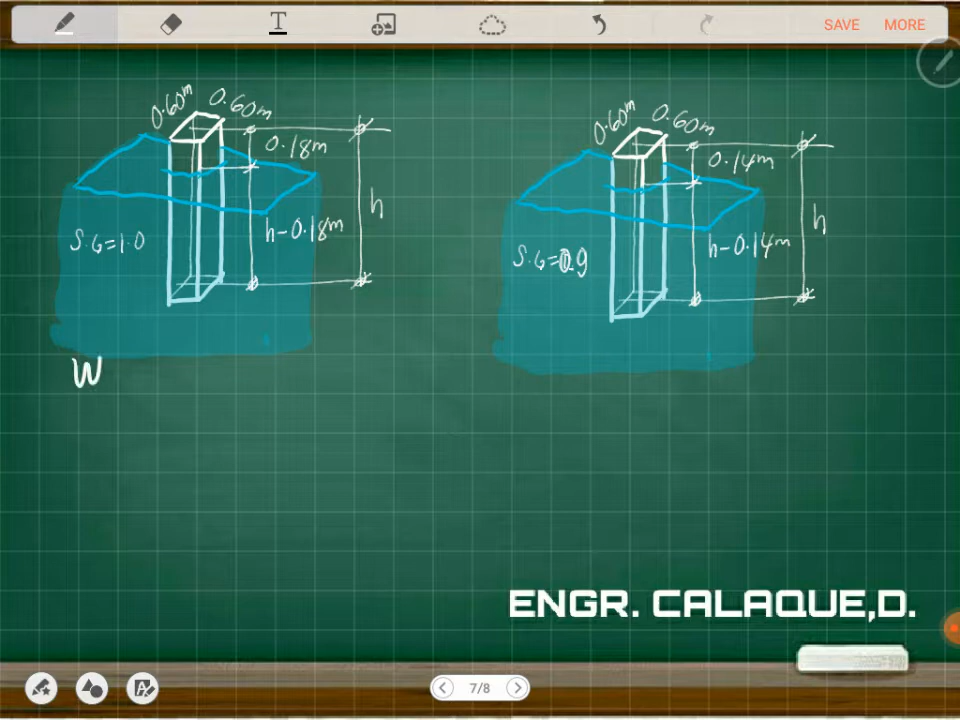 T
SAVE MORE
0.60m 0.60m
0.18m
h
h-0.18m
S.G=1.0
0.60m 0.60m
0.14m
h
h-0.14m
S.G=0.9
W
ENGR. CALAQUE,D.
A
7/8